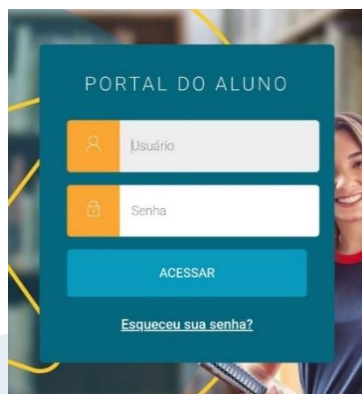 PORTAL DO ALUNO
Usuário
Senha
ACESSAR
Esqueceu sua senha?